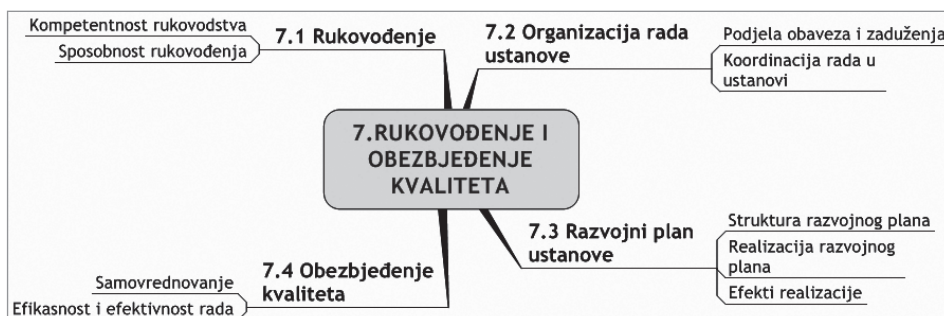 Kompetentnost rukovodstva
Sposobnost rukovođenja
7.1 Rukovođenje
7.2 Organizacija rada
ustanove
Podjela obaveza i zaduženja
Koordinacija rada u
ustanovi
7.RUKOVOĐENJE I
OBEZBJEĐENJE
KVALITETA
7.3 Razvojni plan
ustanove
Struktura razvojnog plana
Realizacija razvojnog
plana
Efekti realizacije
7.4 Obezbjeđenje
kvaliteta
Samovrednovanje
Efikasnost i efektivnost rada